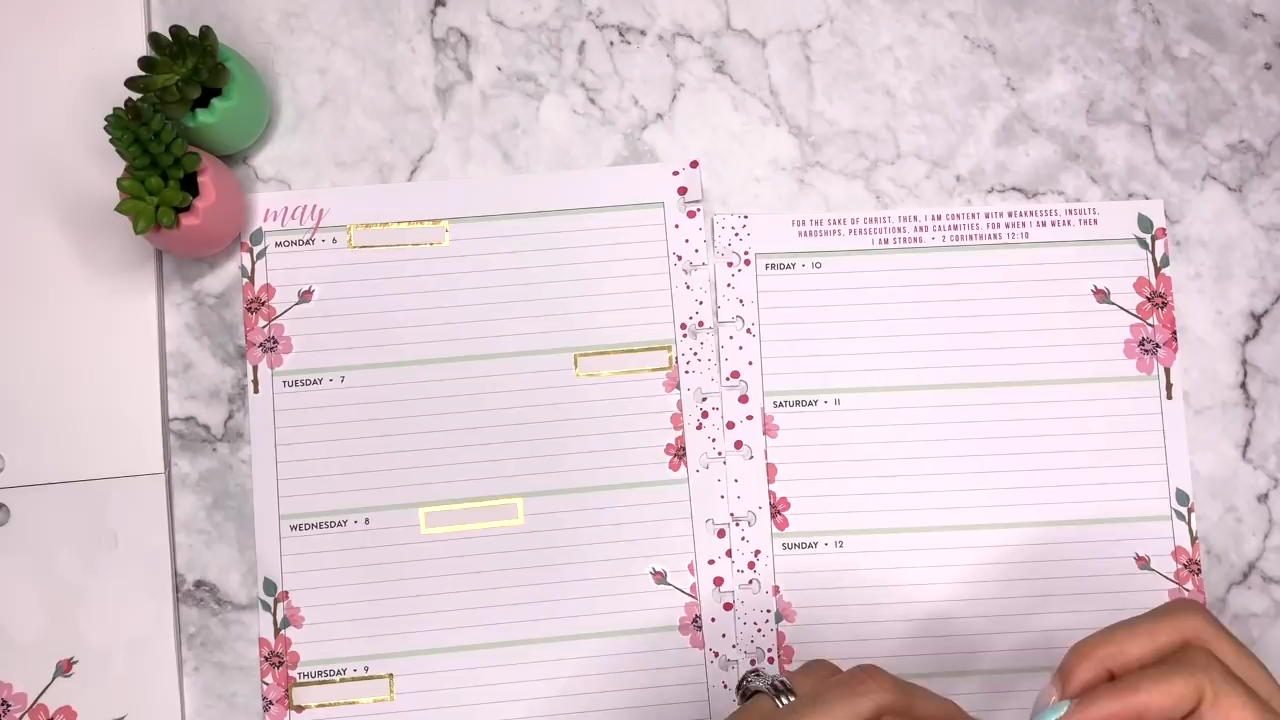 may
MONDAY • 6
TUESDAY • 7
WEDNESDAY • 8
THURSDAY • 9
FOR THE SAKE OF CHRIST, THEN, I AM CONTENT WITH WEAKNESSES, INSULTS,
HARDSHIPS, PERSECUTIONS, AND CALAMITIES. FOR WHEN I AM WEAK, THEN
I AM STRONG. • 2 CORINTHIANS 12:10
FRIDAY • 10
SATURDAY • 11
SUNDAY • 12